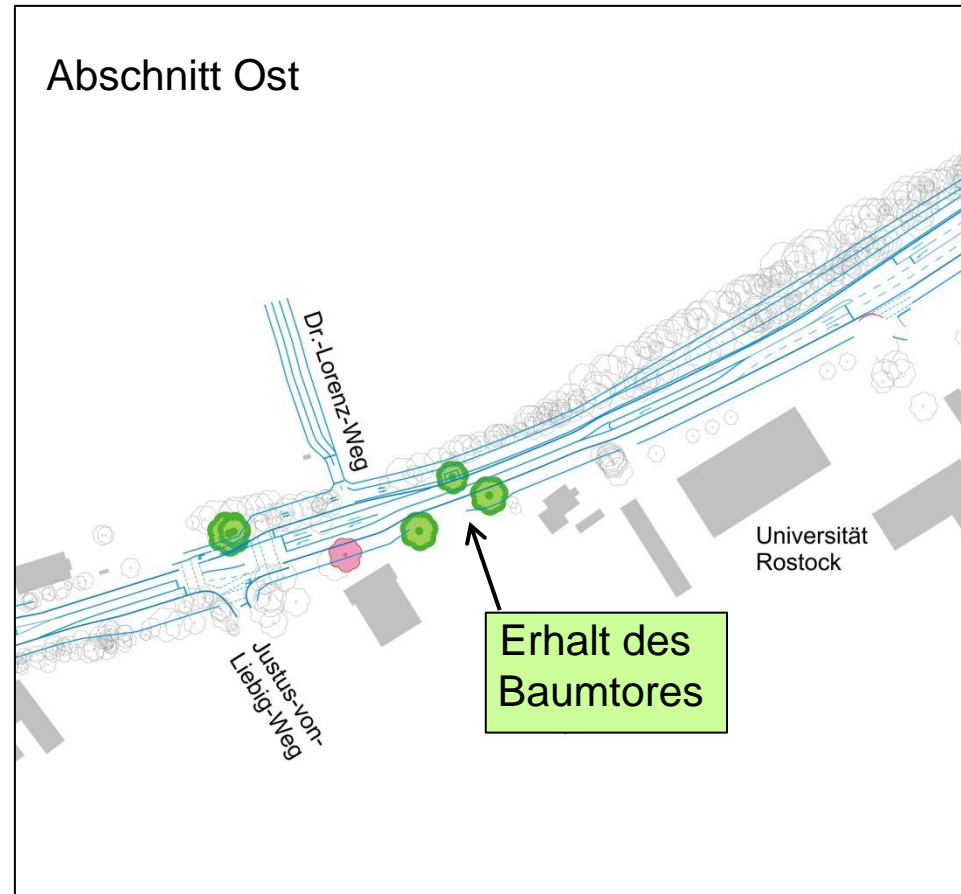 Abschnitt Ost
Dr.-Lorenz-Weg
Universität
Rostock
Erhalt des
Baumtores
Justus-von-
Liebig-Weg